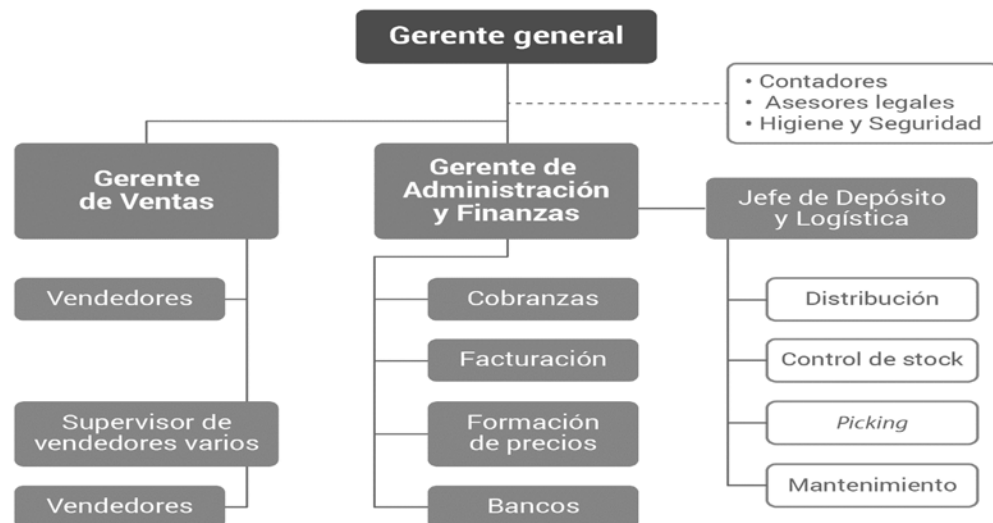 Gerente general
• Contadores
• Asesores legales
• Higiene y Seguridad
Gerente
de Ventas
Gerente de
Administración
y Finanzas
Jefe de Depósito
y Logística
Vendedores
Supervisor de
vendedores varios
Vendedores
Cobranzas
Facturación
Formación
de precios
Bancos
Distribución
Control de stock
Picking
Mantenimiento